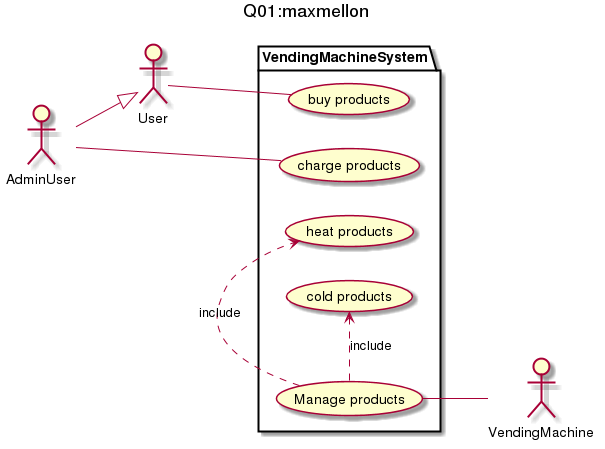 Q01:maxmellon
VendingMachineSystem
buy products
User
charge products
AdminUser
heat products
cold products
include
include
Manage products
VendingMachine